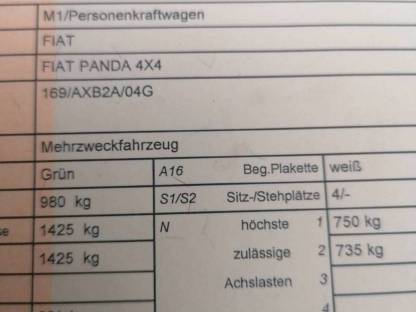 M1/Personenkraftwagen
FIAT
FIAT PANDA 4X4
169/AXB2A/04G
Mehrzweckfahrzeug
Grün A16 Beg.Plakette weiß
980 kg S1/S2 Sitz-/Stehplätze 4/-
1425 kg N höchste 1 750 kg
1425 kg zulässige 2 735 kg
Achslasten 3
4